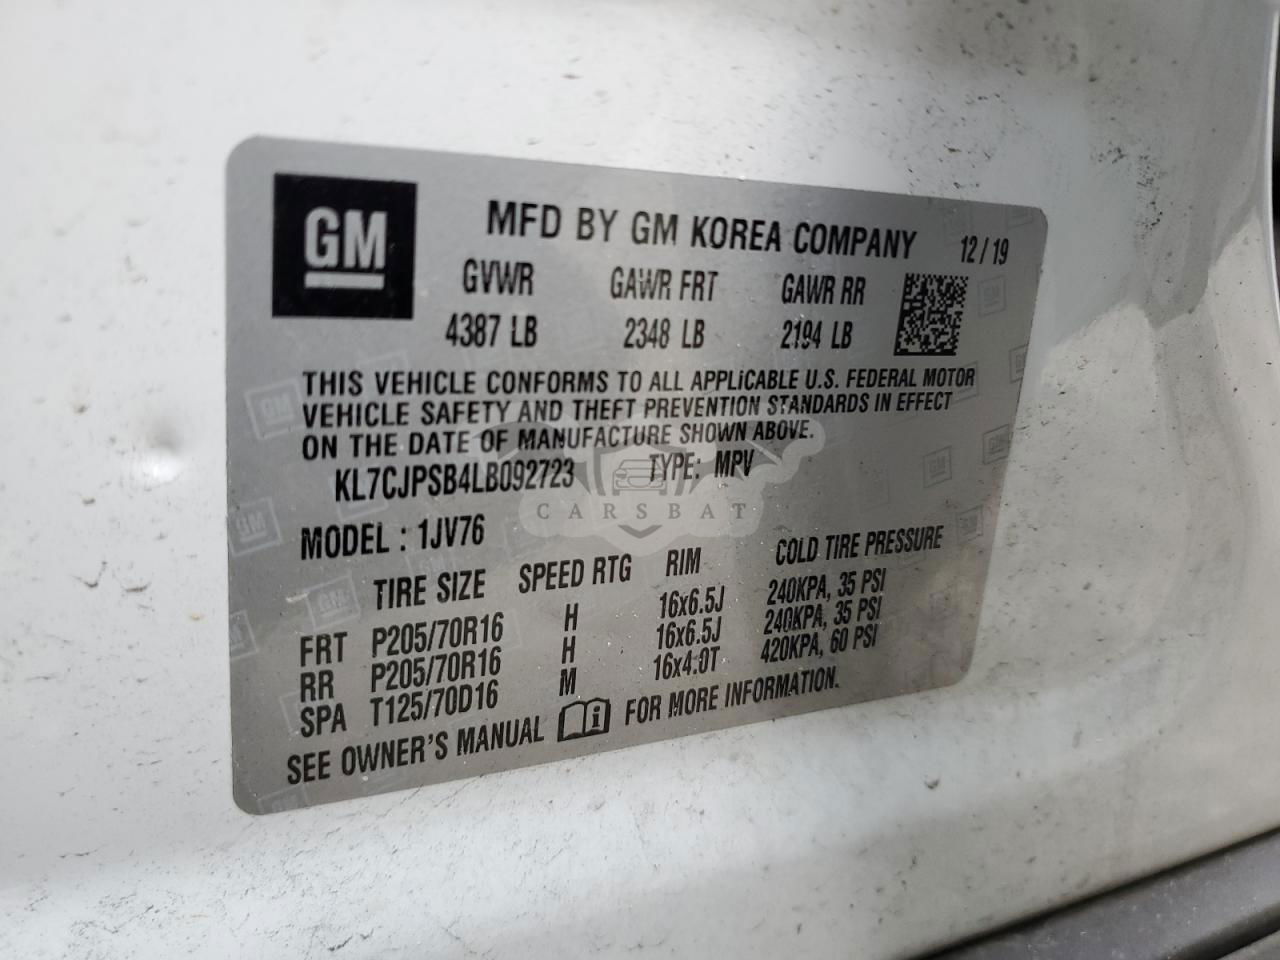 GM
MFD BY GM KOREA COMPANY 12/19
GVWR GAWR FRT GAWR RR
4387 LB 2348 LB 2194 LB
THIS VEHICLE CONFORMS TO ALL APPLICABLE U.S. FEDERAL MOTOR
VEHICLE SAFETY AND THEFT PREVENTION STANDARDS IN EFFECT
ON THE DATE OF MANUFACTURE SHOWN ABOVE.
KL7CJPSB4LB092723 TYPE: MPV
CARSBAT
MODEL : 1JV76
TIRE SIZE SPEED RTG RIM COLD TIRE PRESSURE
FRT P205/70R16 H 16x6.5J 240KPA, 35 PSI
RR P205/70R16 H 16x6.5J 240KPA, 35 PSI
SPA T125/70D16 M 16x4.0T 420KPA, 60 PSI
SEE OWNER'S MANUAL i FOR MORE INFORMATION.